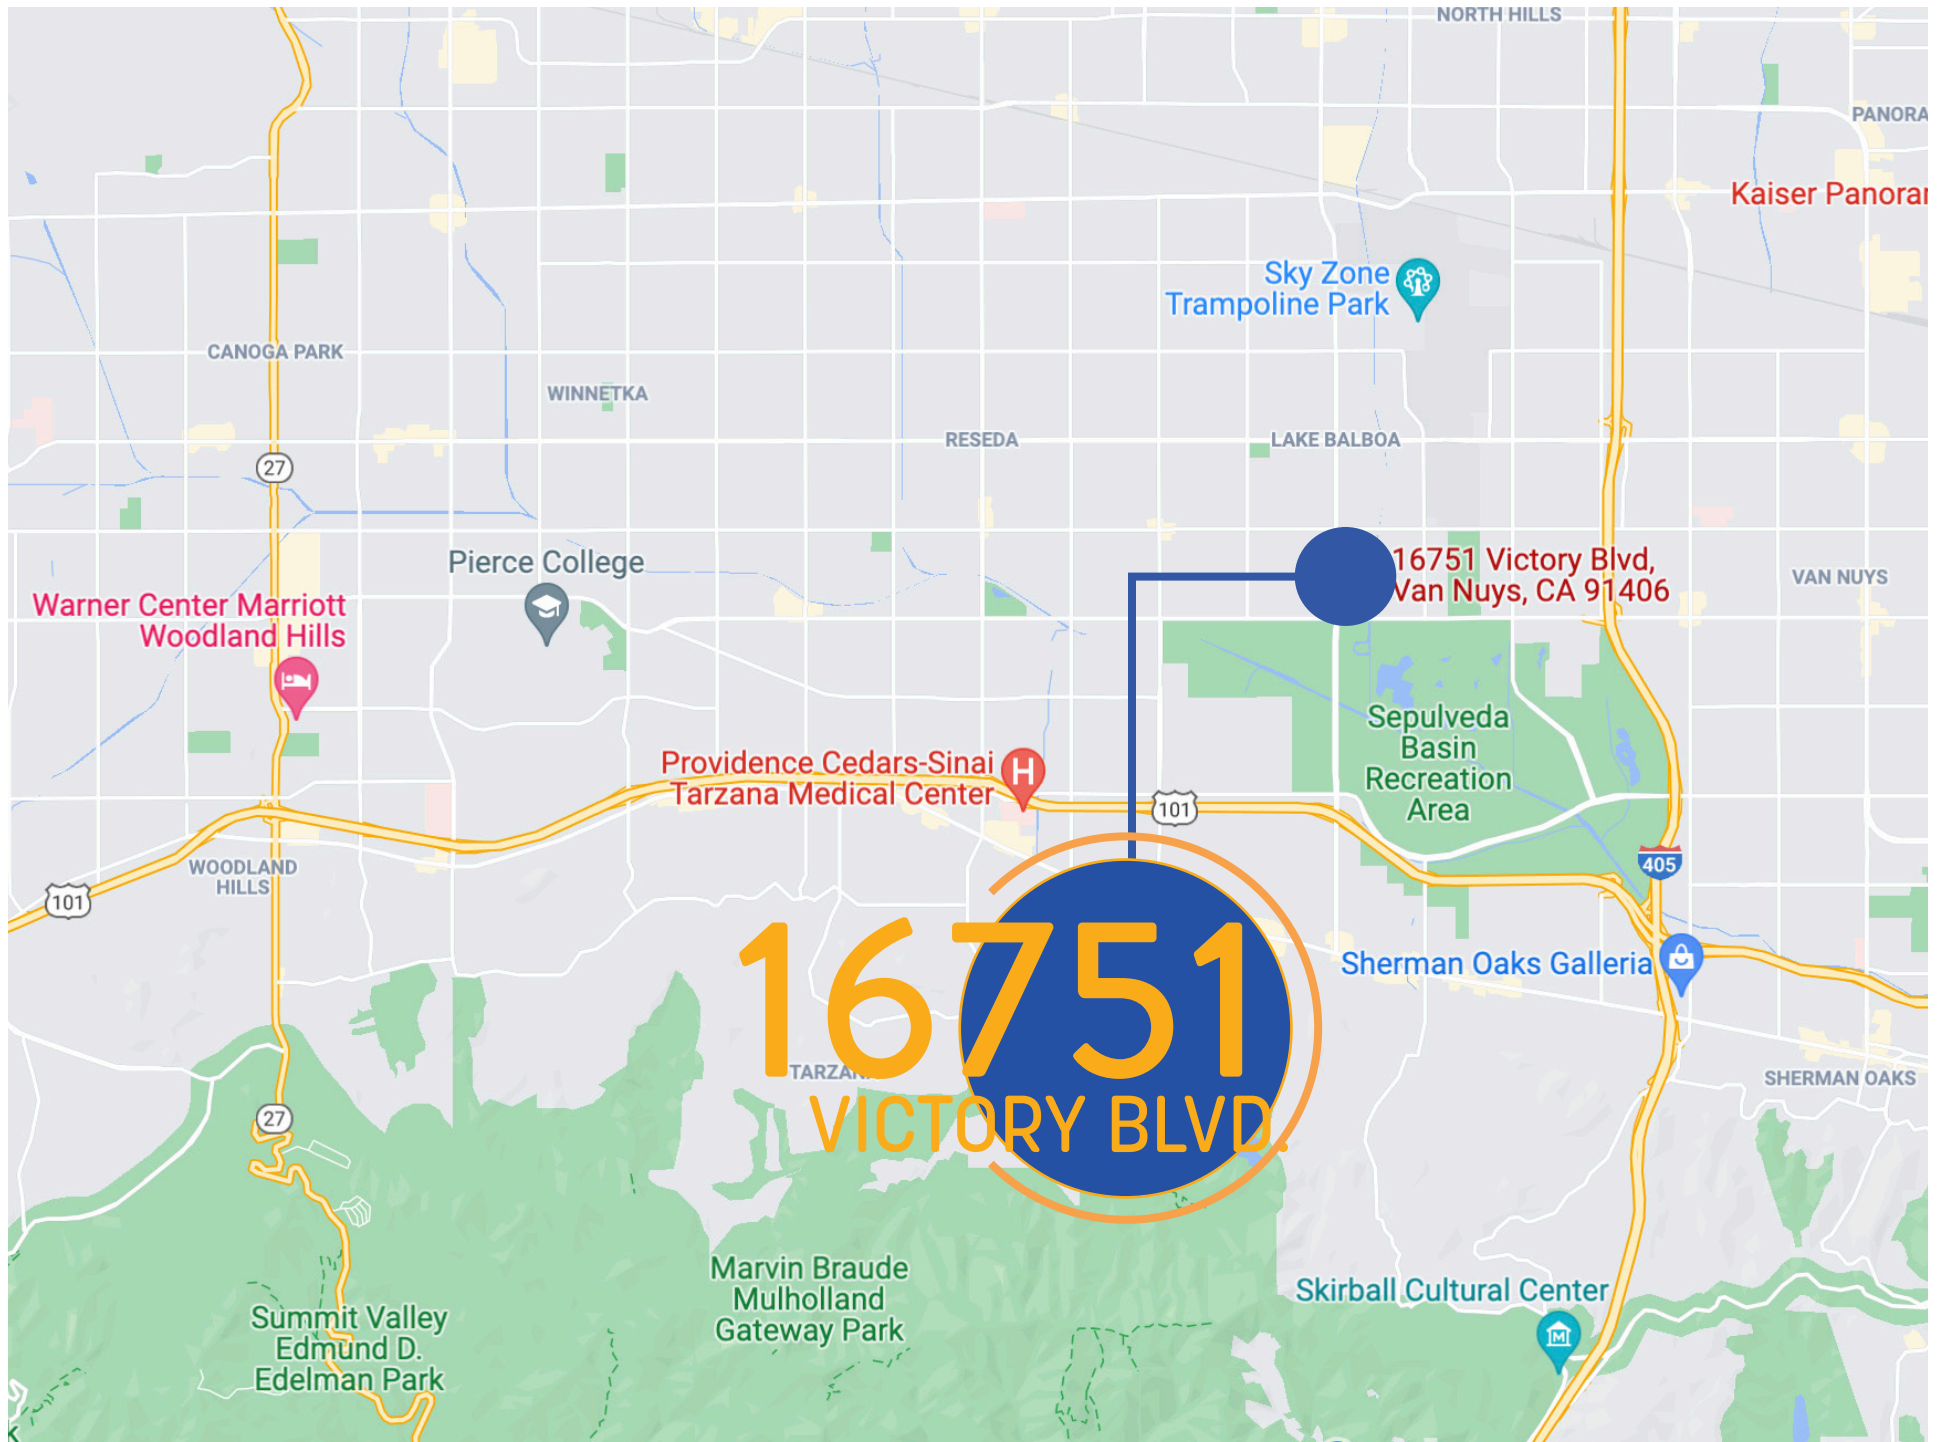 NORTH HILLS
PANORA
Kaiser Panorar
Sky Zone
Trampoline Park
CANOGA PARK
WINNETKA
RESEDA
LAKE BALBOA
27
Pierce College
16751 Victory Blvd,
Van Nuys, CA 91406
VAN NUYS
Warner Center Marriott
Woodland Hills
Sepulveda
Basin
Recreation
Area
Providence Cedars-Sinai
Tarzana Medical Center
H
101
405
WOODLAND
HILLS
101
Sherman Oaks Galleria
16751
VICTORY BLVD.
TARZANA
SHERMAN OAKS
27
Marvin Braude
Mulholland
Gateway Park
Skirball Cultural Center
M
Summit Valley
Edmund D.
Edelman Park
k